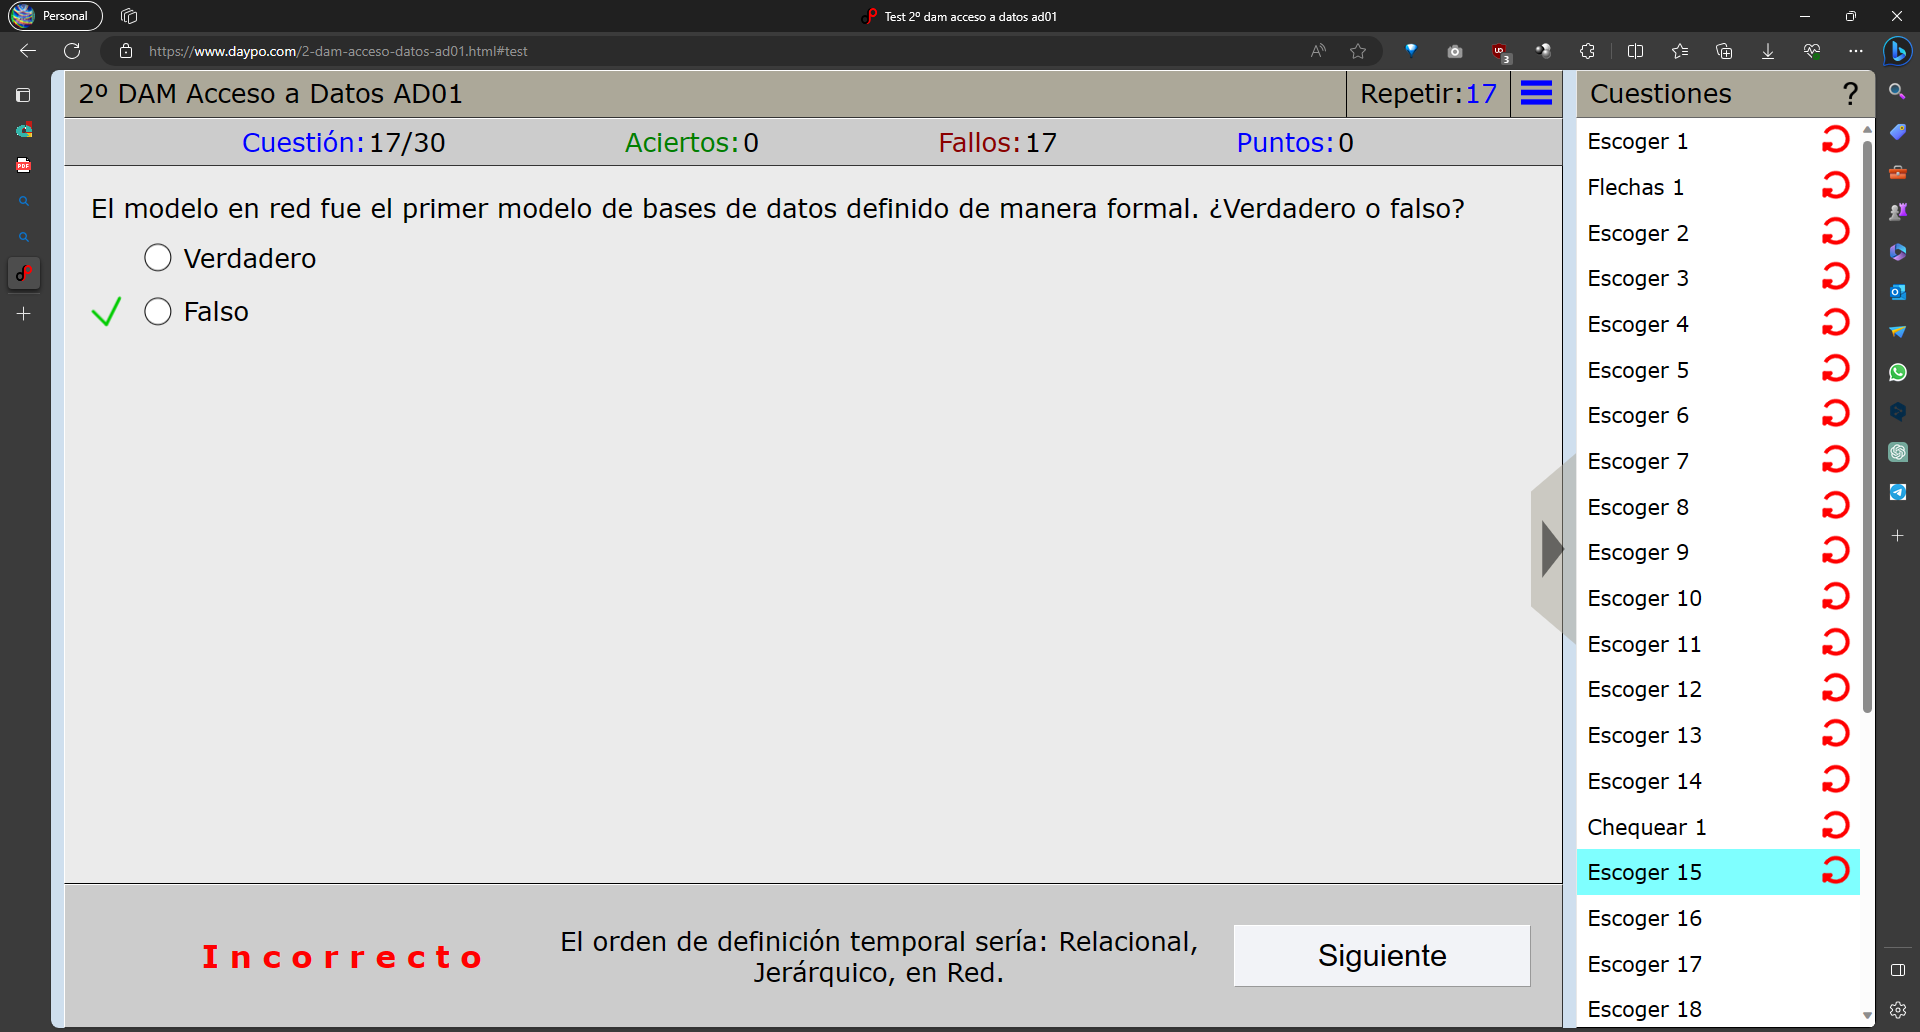 Personal
Test 2º dam acceso a datos ad01
https://www.daypo.com/2-dam-acceso-datos-ad01.html#test
2º DAM Acceso a Datos AD01
Repetir:17
Cuestiones
?
Cuestión:17/30
Aciertos:0
Fallos:17
Puntos:0
El modelo en red fue el primer modelo de bases de datos definido de manera formal. ¿Verdadero o falso?
Verdadero
Falso
Incorrecto
El orden de definición temporal sería: Relacional,
Jerárquico, en Red.
Siguiente
Escoger 1
Flechas 1
Escoger 2
Escoger 3
Escoger 4
Escoger 5
Escoger 6
Escoger 7
Escoger 8
Escoger 9
Escoger 10
Escoger 11
Escoger 12
Escoger 13
Escoger 14
Chequear 1
Escoger 15
Escoger 16
Escoger 17
Escoger 18